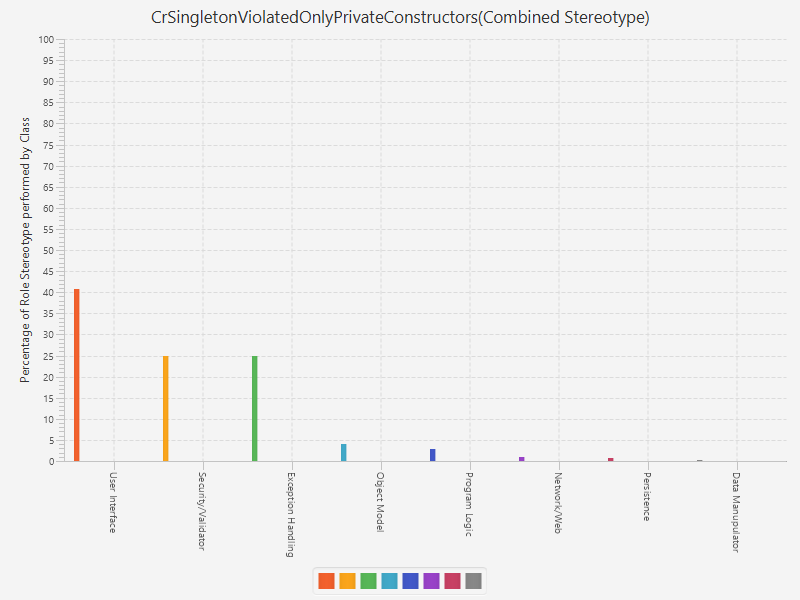 CrSingletonViolatedOnlyPrivateConstructors(Combined Stereotype)
Percentage of Role Stereotype performed by Class
100
95
90
85
80
75
70
65
60
55
50
45
40
35
30
25
20
15
10
5
0
User Interface
Security/Validator
Exception Handling
Object Model
Program Logic
Network/Web
Persistence
Data Manupulator